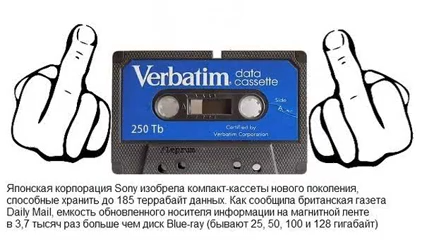 Verbatim. data
cassette
Side
A
250 Tb
Certified by
Verbatim Corporation
Японская корпорация Sony изобрела компакт-кассеты нового поколения,
способные хранить до 185 террабайт данных. Как сообщила британская газета
Daily Mail, емкость обновленного носителя информации на магнитной ленте
в 3,7 тысяч раз больше чем диск Blue-ray (бывают 25, 50, 100 и 128 гигабайт)